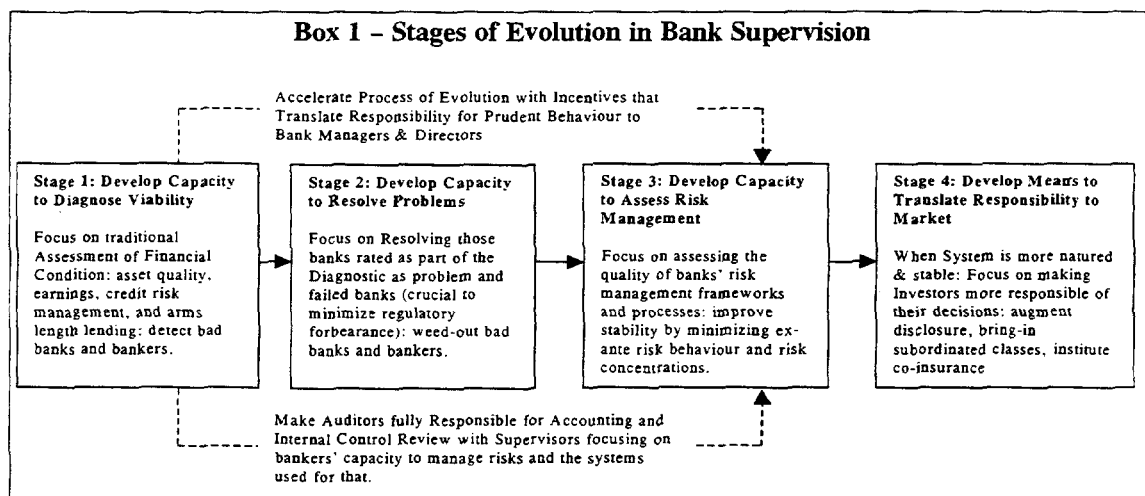 Box 1 – Stages of Evolution in Bank Supervision
Accelerate Process of Evolution with Incentives that
Translate Responsibility for Prudent Behaviour to
Bank Managers & Directors
Stage 1: Develop Capacity
to Diagnose Viability
Focus on traditional
Assessment of Financial
Condition: asset quality,
earnings, credit risk
management, and arms
length lending: detect bad
banks and bankers.
Stage 2: Develop Capacity
to Resolve Problems
Focus on Resolving those
banks rated as part of the
Diagnostic as problem and
failed banks (crucial to
minimize regulatory
forbearance): weed-out bad
banks and bankers.
Stage 3: Develop Capacity
to Assess Risk
Management
Focus on assessing the
quality of banks' risk
management frameworks
and processes: improve
stability by minimizing ex-
ante risk behaviour and risk
concentrations.
Stage 4: Develop Means to
Translate Responsibility to
Market
When System is more natured
& stable: Focus on making
Investors more responsible of
their decisions: augment
disclosure, bring-in
subordinated classes, institute
co-insurance
Make Auditors fully Responsible for Accounting and
Internal Control Review with Supervisors focusing on
bankers' capacity to manage risks and the systems
used for that.